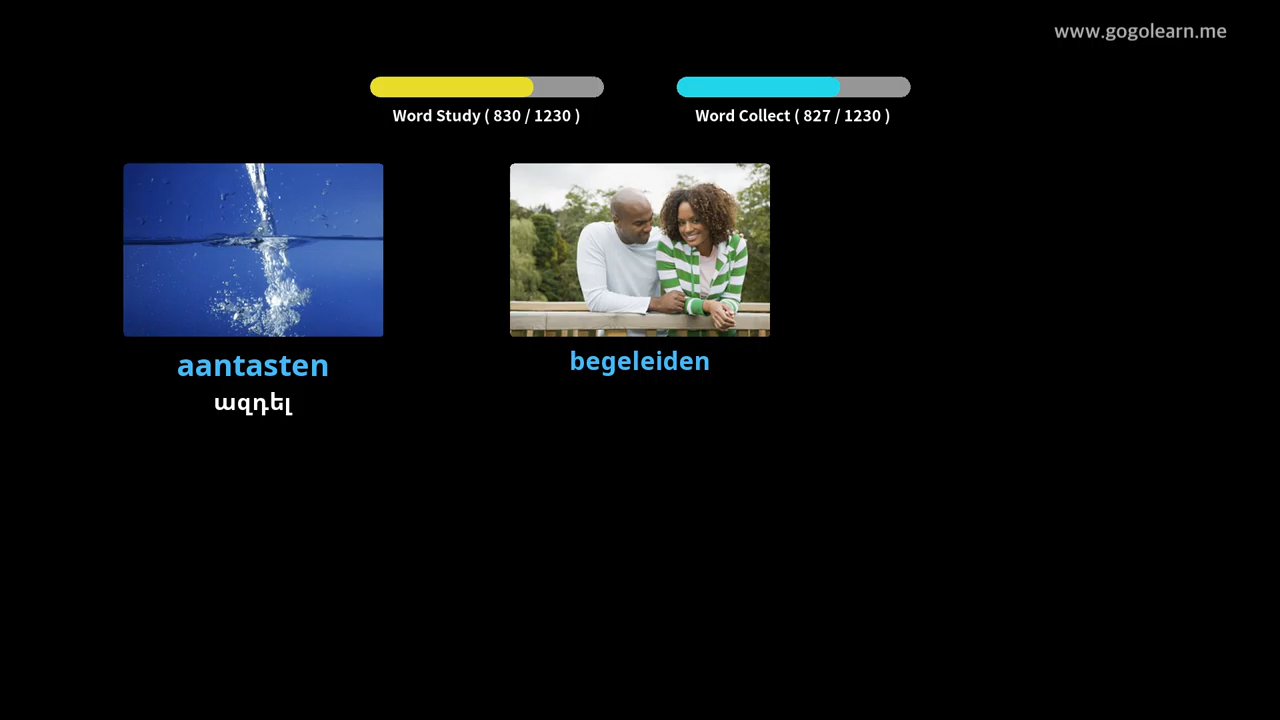 www.gogolearn.me
Word Study ( 830 / 1230 )
Word Collect ( 827 / 1230 )
aantasten
ազդել
begeleiden